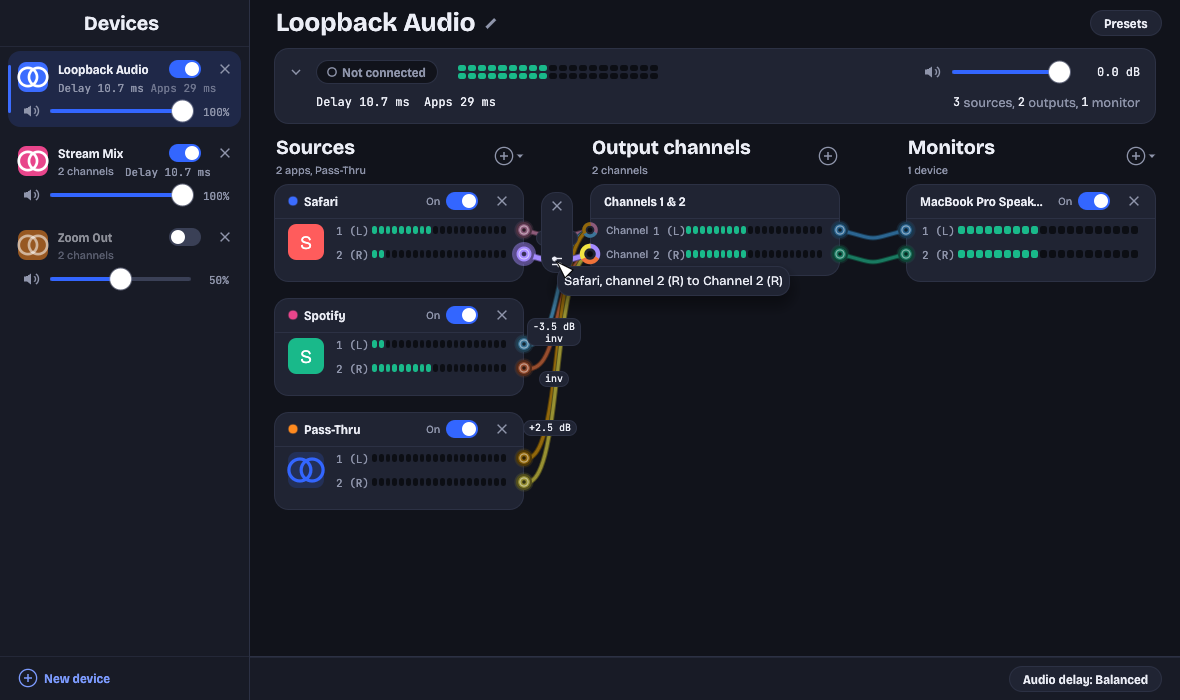 Devices
Loopback Audio
Delay 10.7 ms Apps 29 ms
100%
Stream Mix
2 channels Delay 10.7 ms
100%
Zoom Out
2 channels
50%
New device
Loopback Audio
Presets
Not connected
0.0 dB
Delay 10.7 ms Apps 29 ms
3 sources, 2 outputs, 1 monitor
Sources
2 apps, Pass-Thru
Safari
On
S
1 (L)
2 (R)
Spotify
On
S
1 (L)
2 (R)
Pass-Thru
On
1 (L)
2 (R)
-3.5 dB
inv
inv
+2.5 dB
Output channels
2 channels
Channels 1 & 2
Channel 1 (L)
Channel 2 (R)
Safari, channel 2 (R) to Channel 2 (R)
Monitors
1 device
MacBook Pro Speak...
On
1 (L)
2 (R)
Audio delay: Balanced